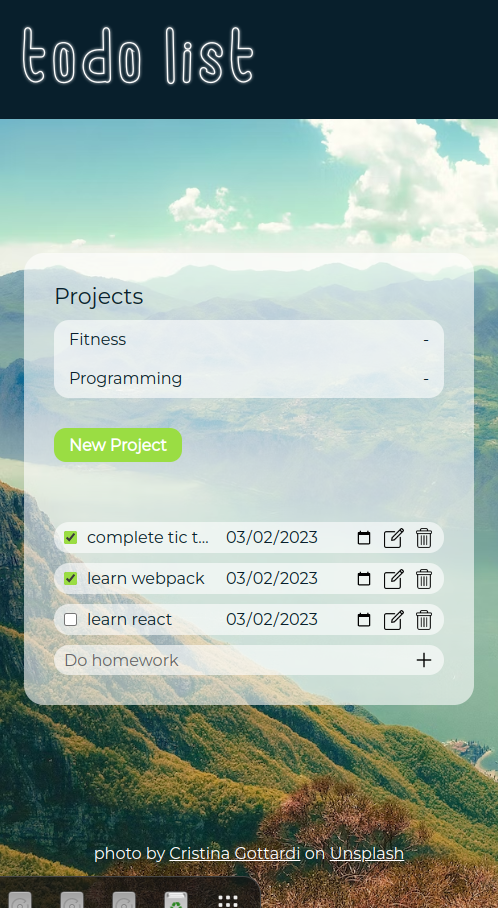 todo list
Projects
Fitness -
Programming -
New Project
complete tic t... 03/02/2023
learn webpack 03/02/2023
learn react 03/02/2023
Do homework +
photo by Cristina Gottardi on Unsplash